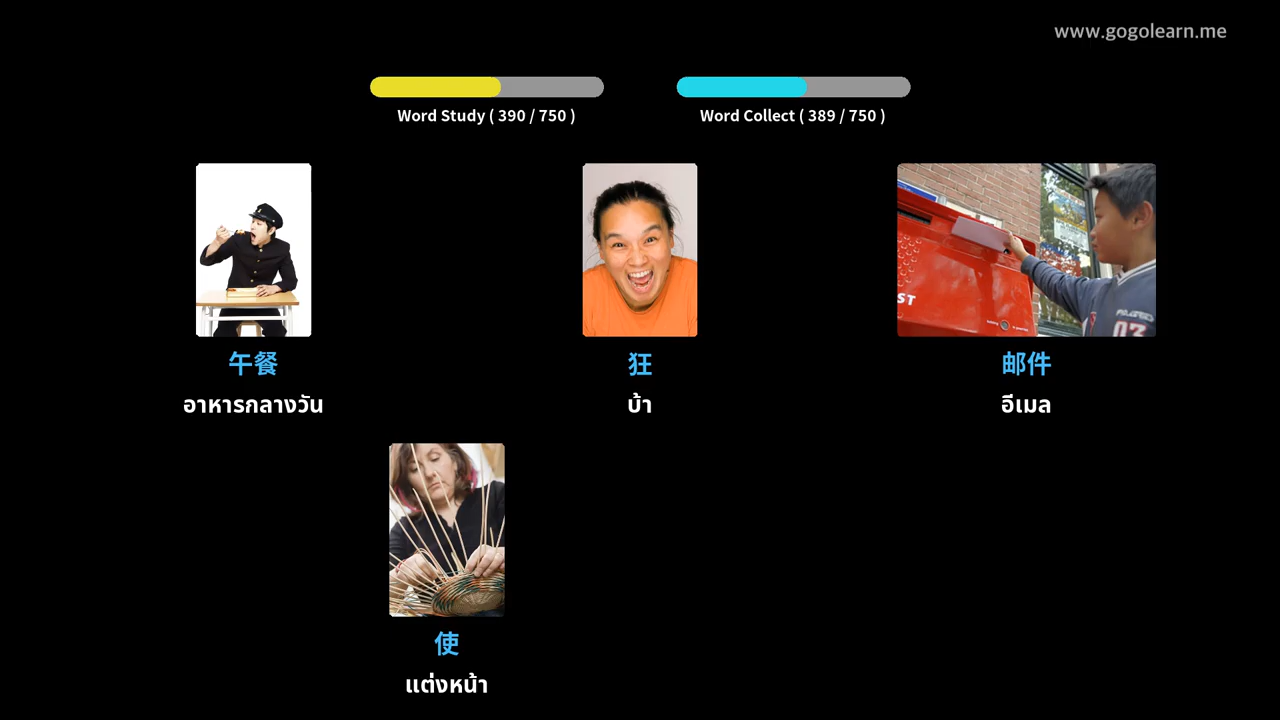 www.gogolearn.me
Word Study ( 390 / 750 )
Word Collect ( 389 / 750 )
ST
03
午餐
狂
邮件
อาหารกลางวัน
บ้า
อีเมล
使
แต่งหน้า